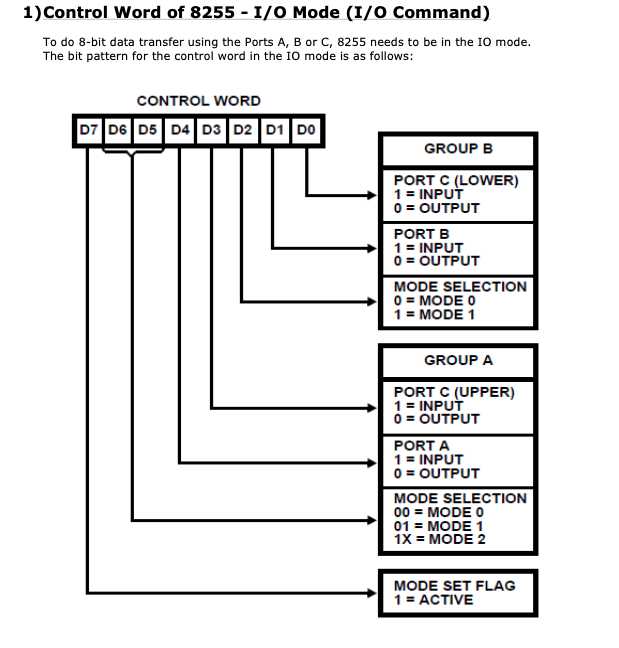 1)Control Word of 8255 - I/O Mode (I/O Command)
To do 8-bit data transfer using the Ports A, B or C, 8255 needs to be in the IO mode.
The bit pattern for the control word in the IO mode is as follows:
CONTROL WORD
D7 D6 D5 D4 D3 D2 D1 D0
GROUP B
PORT C (LOWER)
1 = INPUT
0 = OUTPUT
PORT B
1 = INPUT
0 = OUTPUT
MODE SELECTION
0 = MODE 0
1 = MODE 1
GROUP A
PORT C (UPPER)
1 = INPUT
0 = OUTPUT
PORT A
1 = INPUT
0 = OUTPUT
MODE SELECTION
00 = MODE 0
01 = MODE 1
1X = MODE 2
MODE SET FLAG
1 = ACTIVE